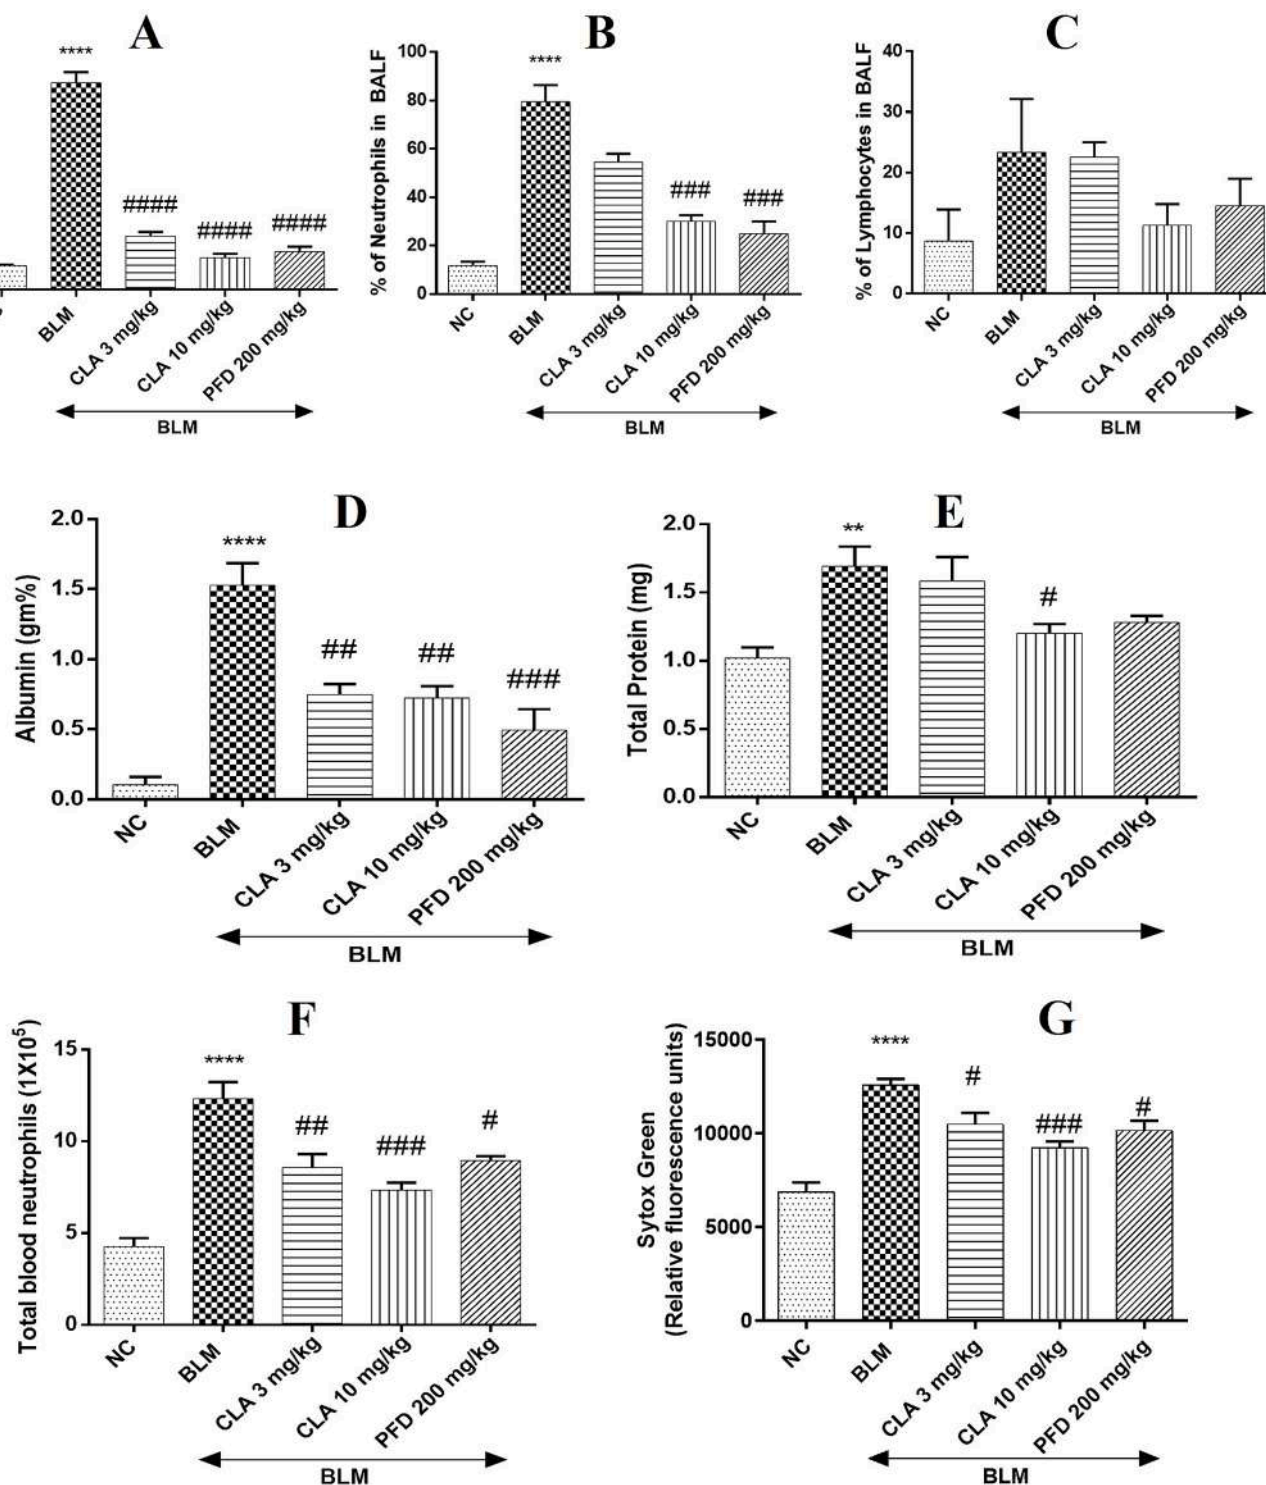 A
****
####
####
####
BLM
CLA 3 mg/kg
CLA 10 mg/kg
PFD 200 mg/kg
BLM
B
% of Neutrophils in BALF
100
80
60
40
20
0
****
###
###
NC
BLM
CLA 3 mg/kg
CLA 10 mg/kg
PFD 200 mg/kg
BLM
C
% of Lymphocytes in BALF
40
30
20
10
0
NC
BLM
CLA 3 mg/kg
CLA 10 mg/kg
PFD 200 mg/kg
BLM
D
Albumin (gm%)
2.0
1.5
1.0
0.5
0.0
****
##
##
###
NC
BLM
CLA 3 mg/kg
CLA 10 mg/kg
PFD 200 mg/kg
BLM
E
Total Protein (mg)
2.0
1.5
1.0
0.5
0.0
**
#
NC
BLM
CLA 3 mg/kg
CLA 10 mg/kg
PFD 200 mg/kg
BLM
F
Total blood neutrophils (1X10⁵)
15
10
5
0
****
##
###
#
NC
BLM
CLA 3 mg/kg
CLA 10 mg/kg
PFD 200 mg/kg
BLM
G
Sytox Green
(Relative fluorescence units)
15000
10000
5000
0
****
#
###
#
NC
BLM
CLA 3 mg/kg
CLA 10 mg/kg
PFD 200 mg/kg
BLM